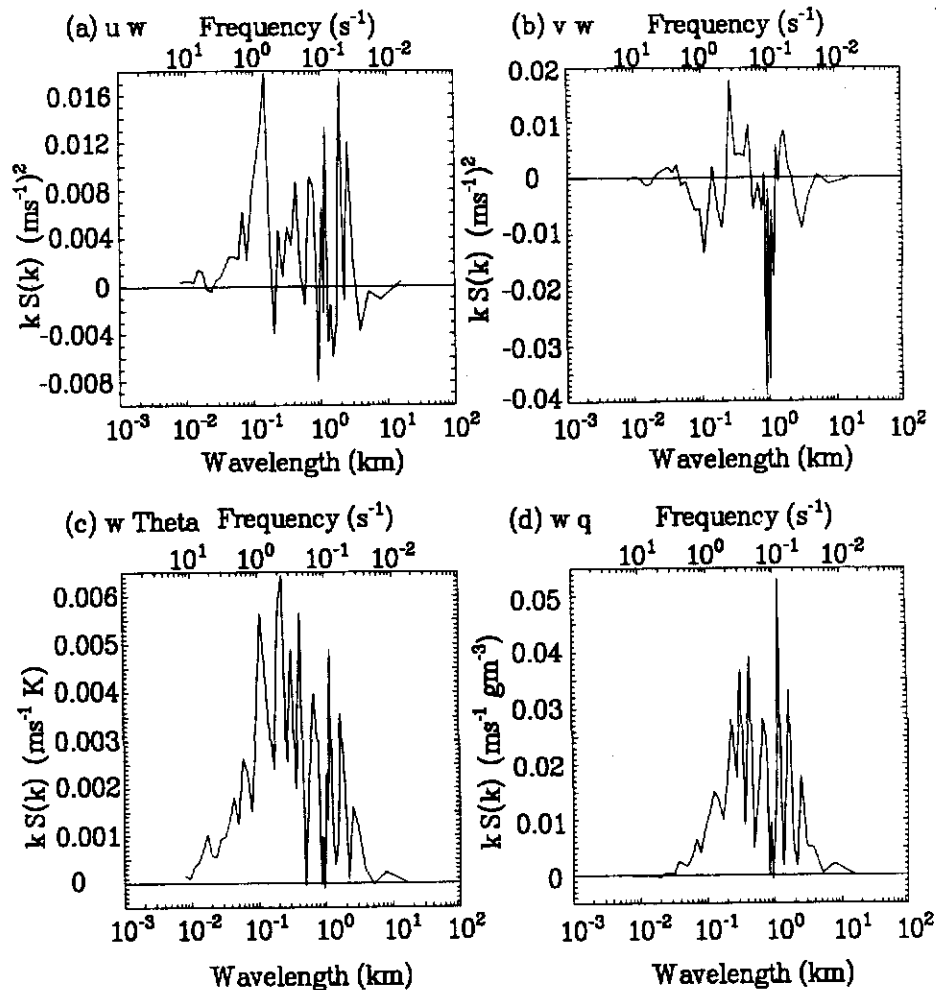 (a) u w Frequency (s⁻¹)
10¹ 10⁰ 10⁻¹ 10⁻²
0.016
0.012
0.008
0.004
0
-0.004
-0.008
k S(k) (ms⁻¹)²
10⁻³ 10⁻² 10⁻¹ 10⁰ 10¹ 10²
Wavelength (km)
(b) v w Frequency (s⁻¹)
10¹ 10⁰ 10⁻¹ 10⁻²
0.02
0.01
0
-0.01
-0.02
-0.03
-0.04
k S(k) (ms⁻¹)²
10⁻³ 10⁻² 10⁻¹ 10⁰ 10¹ 10²
Wavelength (km)
(c) w Theta Frequency (s⁻¹)
10¹ 10⁰ 10⁻¹ 10⁻²
0.006
0.005
0.004
0.003
0.002
0.001
0
k S(k) (ms⁻¹ K)
10⁻³ 10⁻² 10⁻¹ 10⁰ 10¹ 10²
Wavelength (km)
(d) w q Frequency (s⁻¹)
10¹ 10⁰ 10⁻¹ 10⁻²
0.05
0.04
0.03
0.02
0.01
0
k S(k) (ms⁻¹ gm⁻³)
10⁻³ 10⁻² 10⁻¹ 10⁰ 10¹ 10²
Wavelength (km)